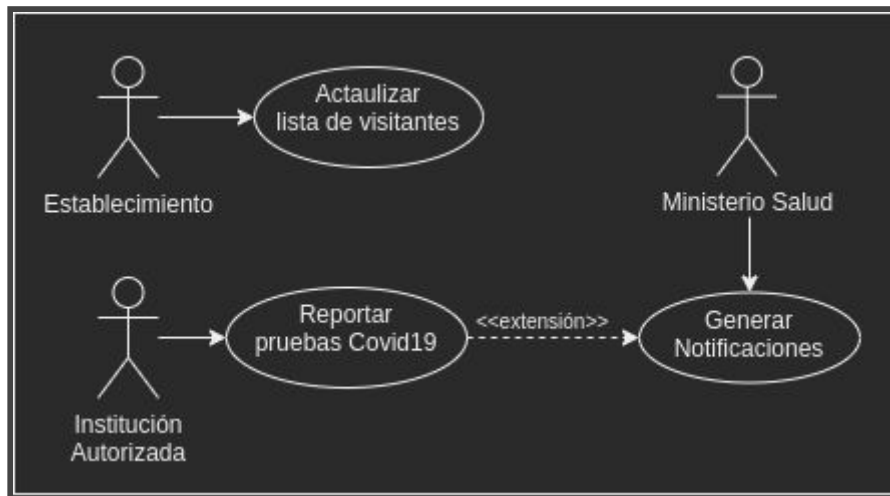 Actaulizar
lista de visitantes
Establecimiento
Ministerio Salud
Reportar
pruebas Covid19
<<extensión>>
Generar
Notificaciones
Institución
Autorizada